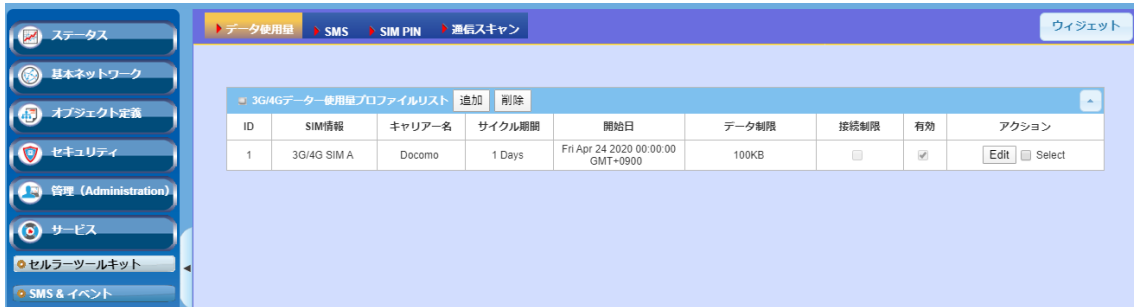 データ使用量 SMS SIM PIN 通信スキャン ウィジェット
ステータス
基本ネットワーク
オブジェクト定義
セキュリティ
管理（Administration）
サービス
セルラーツールキット
SMS & イベント
3G/4Gデーター使用量プロファイルリスト 追加 削除
ID SIM情報 キャリアー名 サイクル期間 開始日 データ制限 接続制限 有効 アクション
1 3G/4G SIM A Docomo 1 Days Fri Apr 24 2020 00:00:00 GMT+0900 100KB Edit Select